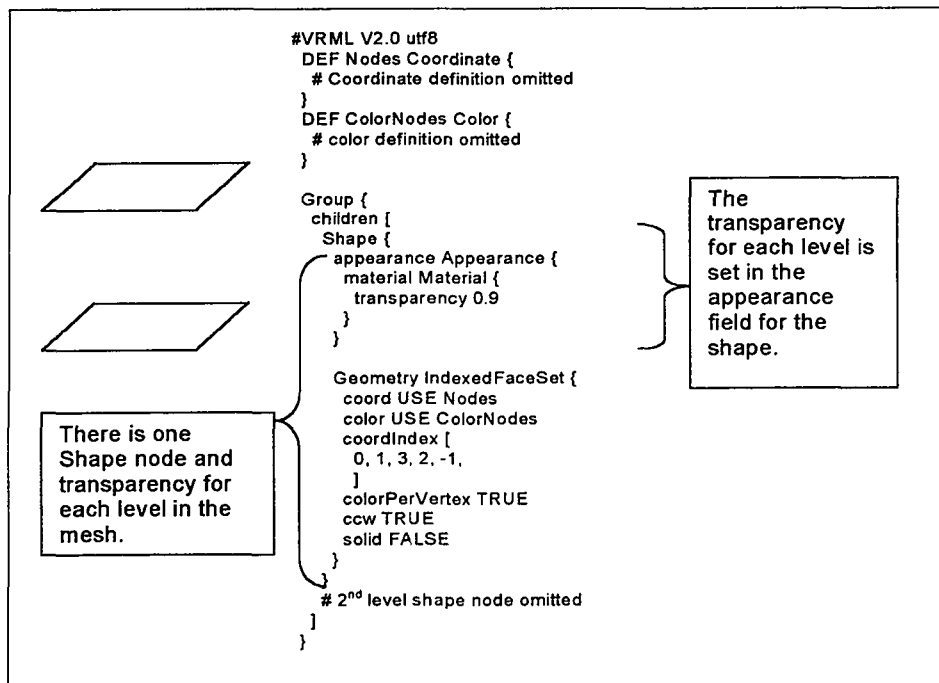 #VRML V2.0 utf8
DEF Nodes Coordinate {
# Coordinate definition omitted
}
DEF ColorNodes Color {
# color definition omitted
}
Group {
children [
Shape {
appearance Appearance {
material Material {
transparency 0.9
}
}
Geometry IndexedFaceSet {
coord USE Nodes
color USE ColorNodes
coordIndex [
0, 1, 3, 2, -1,
]
colorPerVertex TRUE
ccw TRUE
solid FALSE
}
}
# 2nd level shape node omitted
]
}
There is one
Shape node and
transparency for
each level in the
mesh.
The
transparency
for each level is
set in the
appearance
field for the
shape.